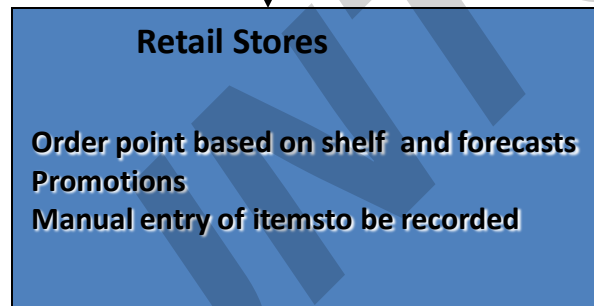 Retail Stores
Order point based on shelf and forecasts
Promotions
Manual entry of itemsto be recorded